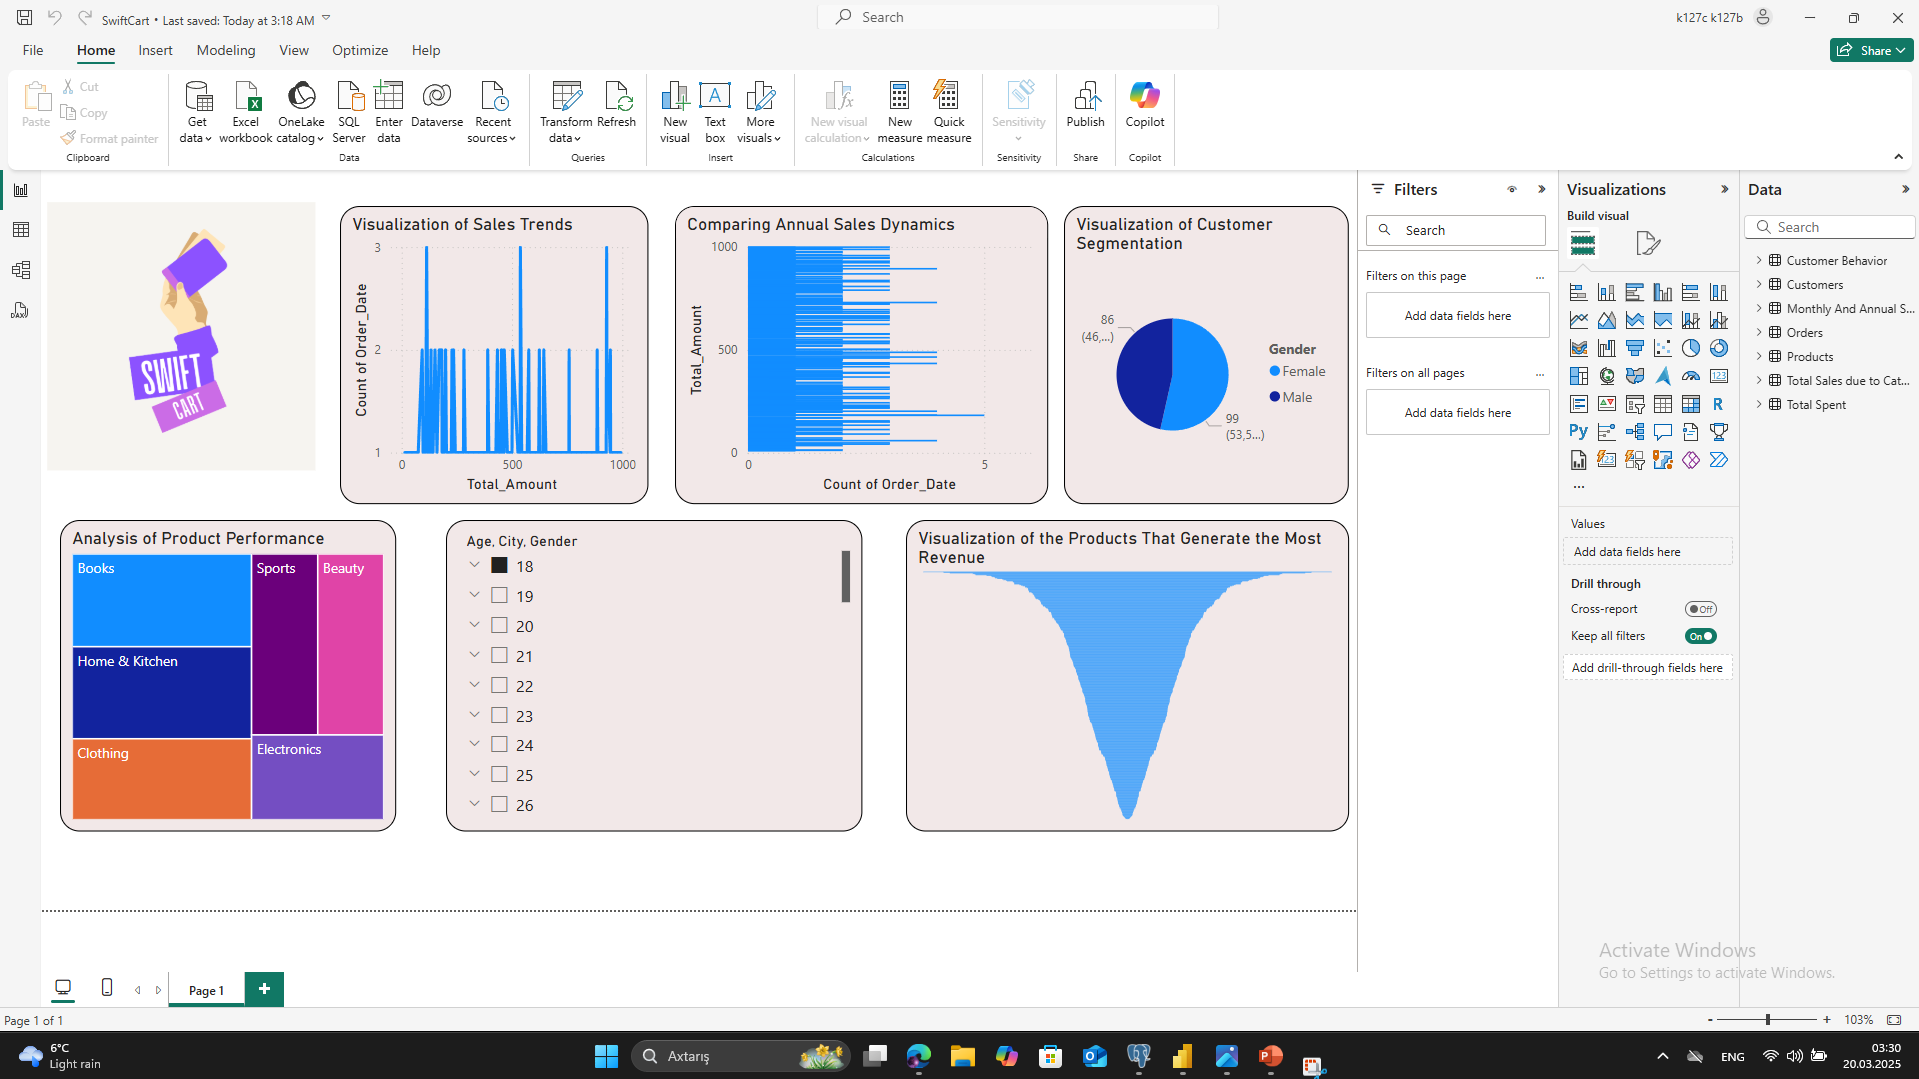 SwiftCart • Last saved: Today at 3:18 AM
Search
k127c k127b
File
Home
Insert
Modeling
View
Optimize
Help
Share
Paste
Cut
Copy
Format painter
Clipboard
Get data
Excel workbook
OneLake catalog
SQL Server
Enter data
Dataverse
Recent sources
Data
Transform data
Refresh
Queries
New visual
Text box
More visuals
Insert
New visual calculation
New measure
Quick measure
Calculations
Sensitivity
Sensitivity
Publish
Share
Copilot
Copilot
DAX
SWIFT
CART
Visualization of Sales Trends
3
2
1
Count of Order_Date
0
500
1000
Total_Amount
Comparing Annual Sales Dynamics
1000
500
0
Total_Amount
0
5
Count of Order_Date
Visualization of Customer
Segmentation
86
(46,...)
99
(53,5...)
Gender
Female
Male
Analysis of Product Performance
Books
Home & Kitchen
Clothing
Sports
Beauty
Electronics
Age, City, Gender
18
19
20
21
22
23
24
25
26
Visualization of the Products That Generate the Most
Revenue
Filters
Search
Filters on this page
...
Add data fields here
Filters on all pages
...
Add data fields here
Visualizations
Build visual
123
R
Py
123
...
Values
Add data fields here
Drill through
Cross-report
Off
Keep all filters
On
Add drill-through fields here
Data
Search
Customer Behavior
Customers
Monthly And Annual S...
Orders
Products
Total Sales due to Cat...
Total Spent
Activate Windows
Go to Settings to activate Windows.
Page 1
+
Page 1 of 1
-
+
103%
6°C
Light rain
Axtarış
ENG
03:30
20.03.2025